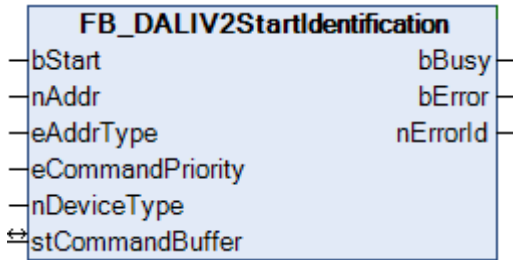 FB_DALIV2StartIdentification
bStart bBusy
nAddr bError
eAddrType nErrorId
eCommandPriority
nDeviceType
stCommandBuffer